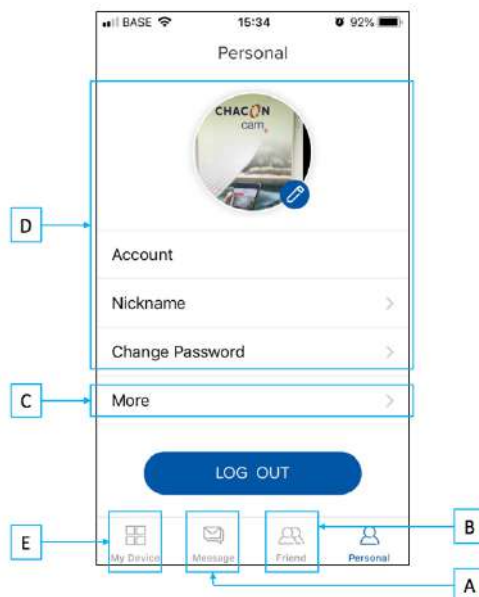 BASE 15:34 92%
Personal
CHACON
cam
D
Account
Nickname
Change Password
C
More
LOG OUT
E
B
My Device Message Friend Personal
A